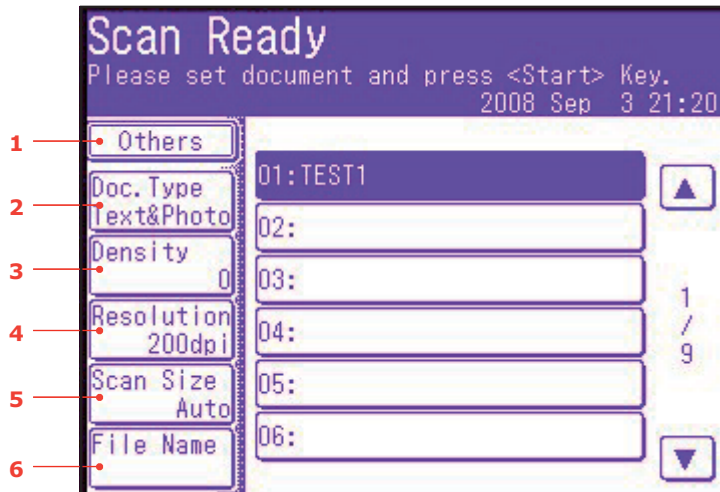 Scan Ready
Please set document and press <Start> Key.
2008 Sep 3 21:20
1
Others
2
Doc.Type
Text&Photo
3
Density
0
4
Resolution
200dpi
5
Scan Size
Auto
6
File Name
01:TEST1
02:
03:
04:
05:
06:
▲
1
/
9
▼